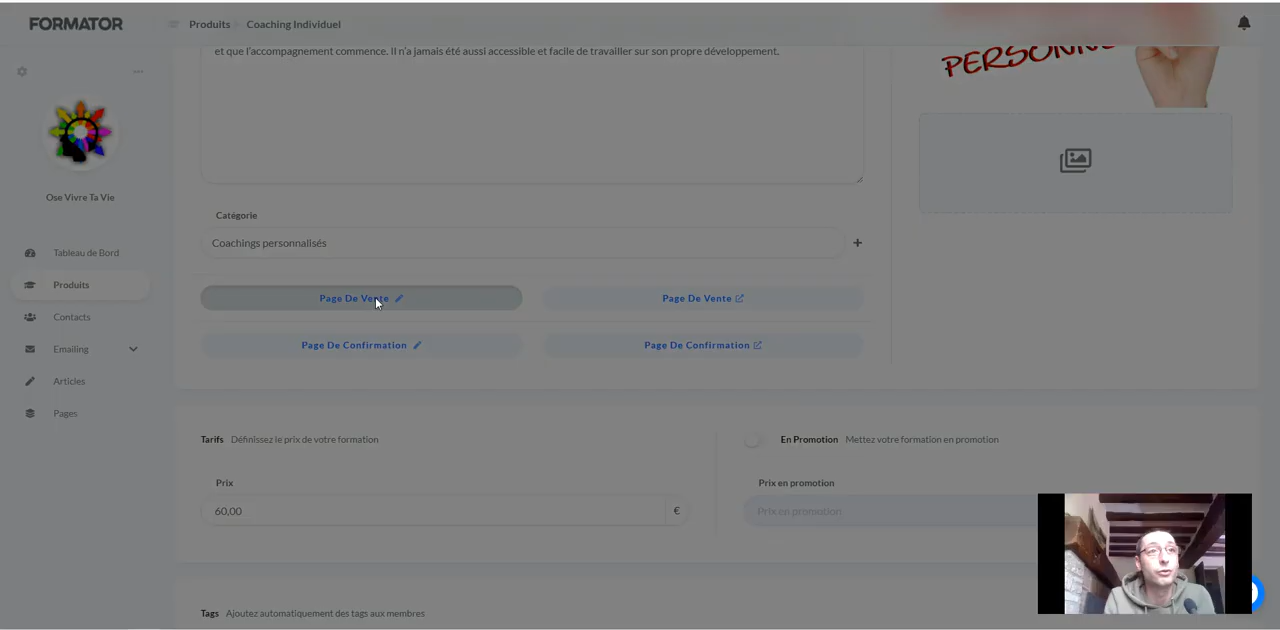 FORMATOR
Produits
Coaching Individuel
et que l'accompagnement commence. Il n'a jamais été aussi accessible et facile de travailler sur son propre développement.
PERSONNE
Ose Vivre Ta Vie
Catégorie
Coachings personnalisés
Tableau de Bord
Produits
Contacts
Emailing
Articles
Pages
Page De Vente
Page De Vente
Page De Confirmation
Page De Confirmation
Tarifs Définissez le prix de votre formation
En Promotion Mettez votre formation en promotion
Prix
Prix en promotion
60,00 €
Prix en promotion
Tags Ajoutez automatiquement des tags aux membres